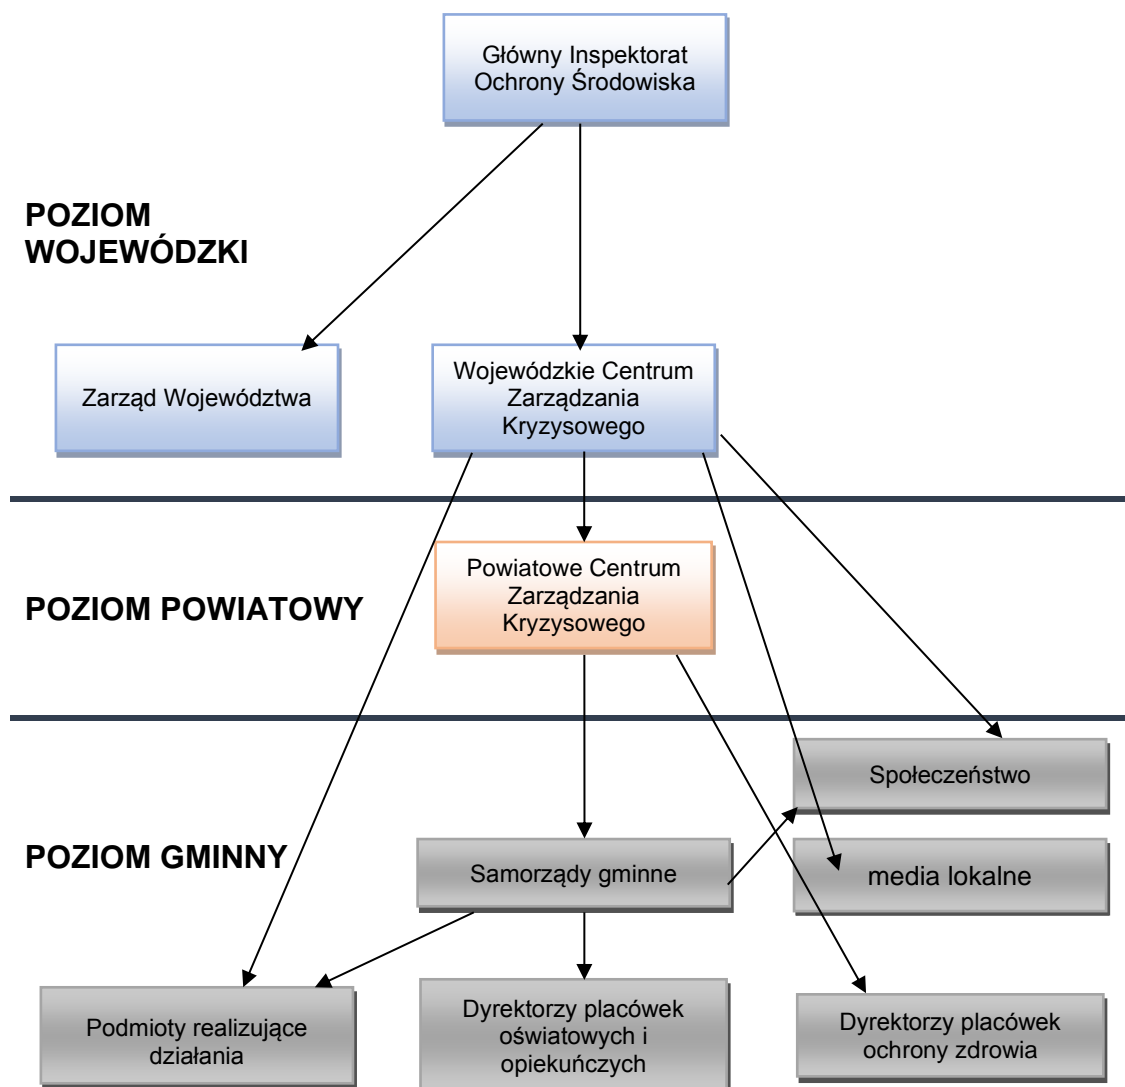 Główny Inspektorat
Ochrony Środowiska
POZIOM
WOJEWÓDZKI
Zarząd Województwa
Wojewódzkie Centrum
Zarządzania
Kryzysowego
POZIOM POWIATOWY
Powiatowe Centrum
Zarządzania
Kryzysowego
Społeczeństwo
POZIOM GMINNY
Samorządy gminne
media lokalne
Podmioty realizujące
działania
Dyrektorzy placówek
oświatowych i
opiekuńczych
Dyrektorzy placówek
ochrony zdrowia